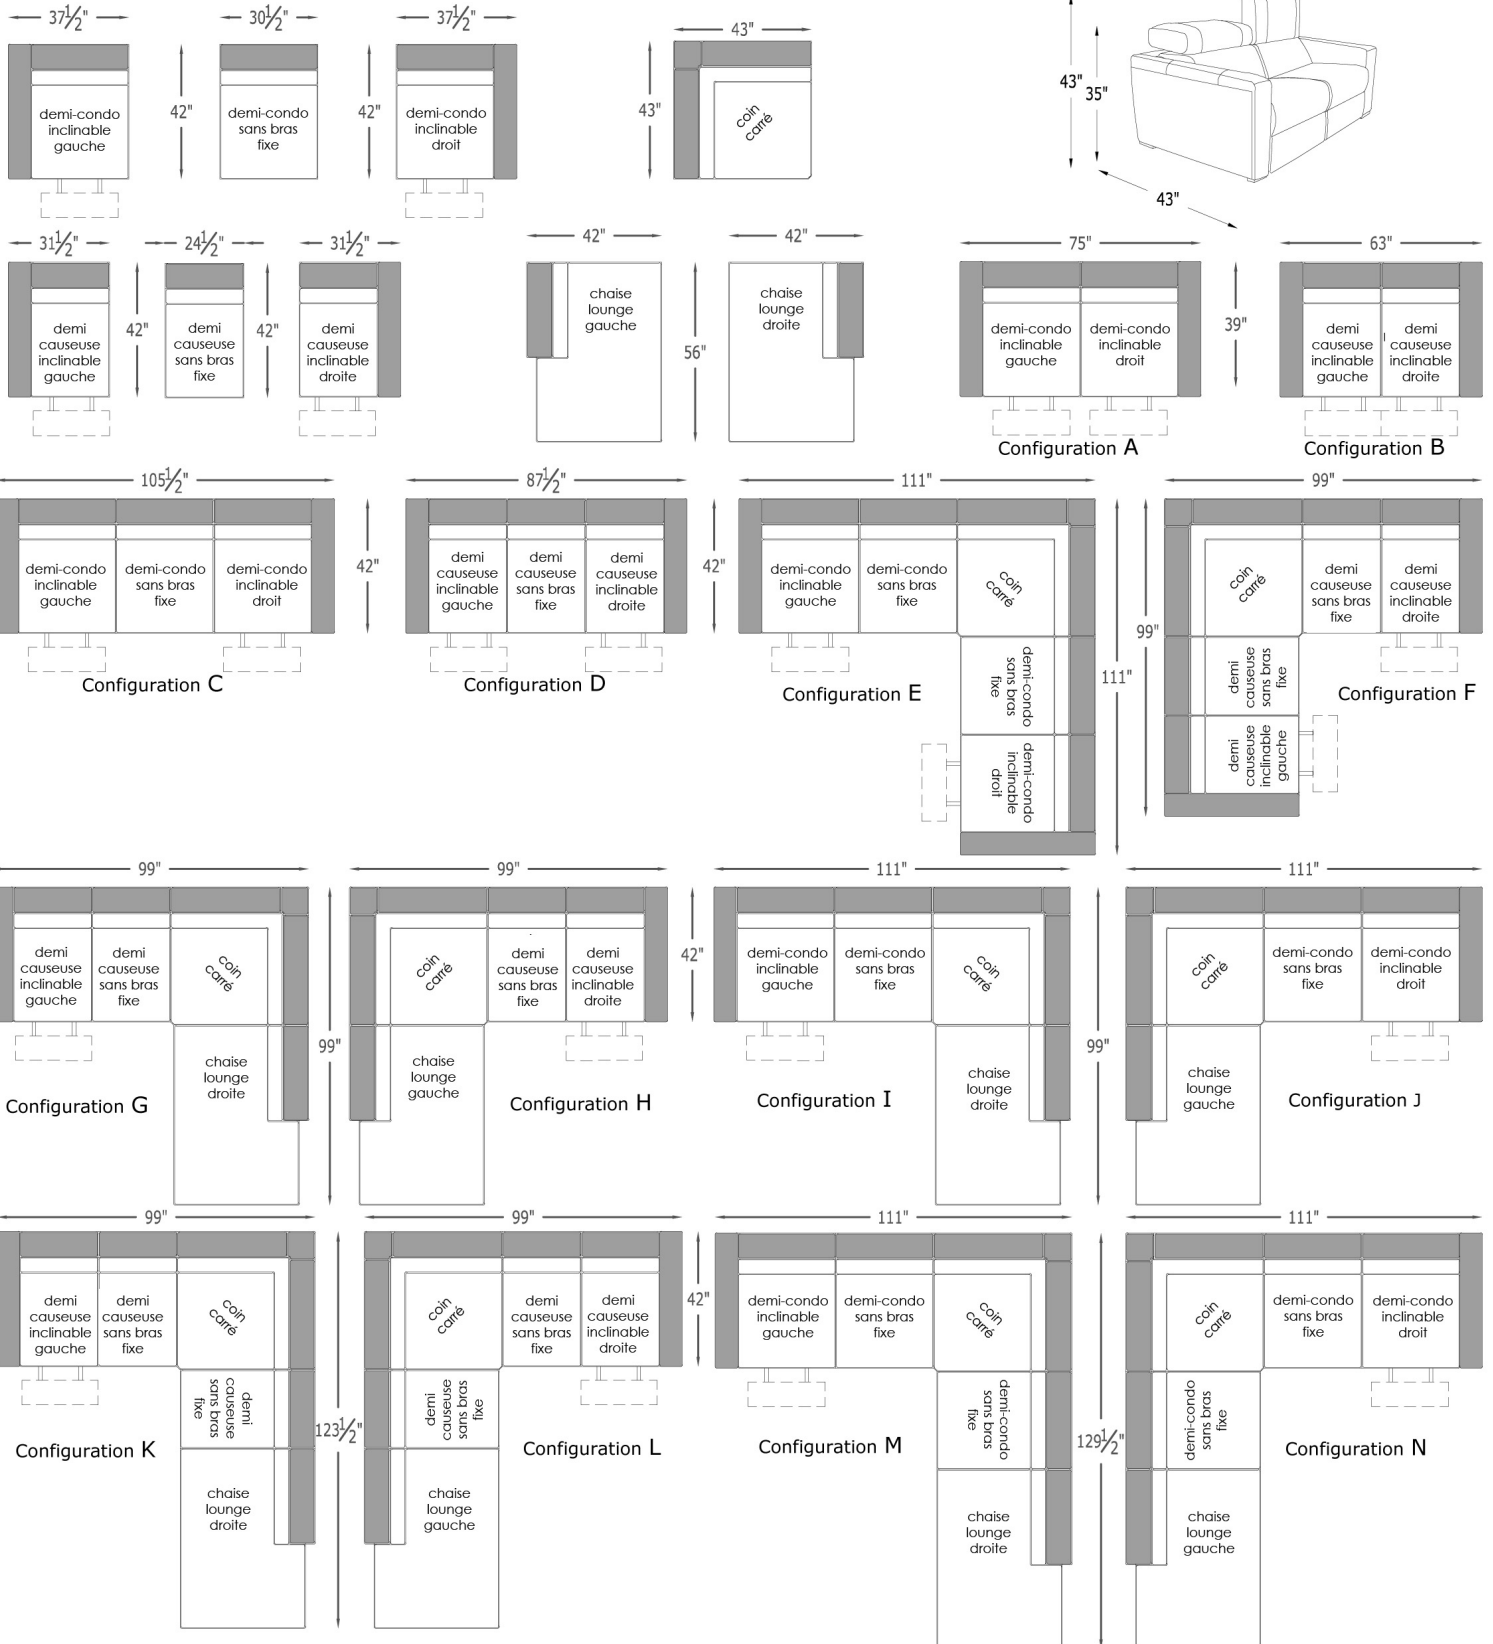 37½"
30½"
37½"
43"
demi-condo
inclinable
gauche
42"
demi-condo
sans bras
fixe
42"
demi-condo
inclinable
droit
43"
coin
carré
43"
35"
43"
31½"
24½"
31½"
42"
42"
75"
63"
demi
causeuse
inclinable
gauche
42"
demi
causeuse
sans bras
fixe
42"
demi
causeuse
inclinable
droite
chaise
lounge
gauche
56"
chaise
lounge
droite
demi-condo
inclinable
gauche
demi-condo
inclinable
droit
39"
demi
causeuse
inclinable
gauche
demi
causeuse
inclinable
droite
Configuration A
Configuration B
105½"
87½"
111"
99"
demi-condo
inclinable
gauche
demi-condo
sans bras
fixe
demi-condo
inclinable
droit
42"
demi
causeuse
inclinable
gauche
demi
causeuse
sans bras
fixe
demi
causeuse
inclinable
droite
42"
demi-condo
inclinable
gauche
demi-condo
sans bras
fixe
coin
carré
demi-condo
sans bras
fixe
demi-condo
inclinable
droit
111"
99"
coin
carré
demi
causeuse
sans bras
fixe
demi
causeuse
inclinable
droite
demi
causeuse
sans bras
fixe
demi
causeuse
inclinable
gauche
Configuration C
Configuration D
Configuration E
Configuration F
99"
99"
111"
111"
demi
causeuse
inclinable
gauche
demi
causeuse
sans bras
fixe
coin
carré
chaise
lounge
droite
99"
coin
carré
demi
causeuse
sans bras
fixe
demi
causeuse
inclinable
droite
chaise
lounge
gauche
42"
demi-condo
inclinable
gauche
demi-condo
sans bras
fixe
coin
carré
chaise
lounge
droite
99"
coin
carré
demi-condo
sans bras
fixe
demi-condo
inclinable
droit
chaise
lounge
gauche
Configuration G
Configuration H
Configuration I
Configuration J
99"
99"
111"
111"
demi
causeuse
inclinable
gauche
demi
causeuse
sans bras
fixe
coin
carré
demi
causeuse
sans bras
fixe
chaise
lounge
droite
123½"
coin
carré
demi
causeuse
sans bras
fixe
demi
causeuse
inclinable
droite
demi
causeuse
sans bras
fixe
chaise
lounge
gauche
42"
demi-condo
inclinable
gauche
demi-condo
sans bras
fixe
coin
carré
demi-condo
sans bras
fixe
chaise
lounge
droite
129½"
coin
carré
demi-condo
sans bras
fixe
demi-condo
inclinable
droit
demi-condo
sans bras
fixe
chaise
lounge
gauche
Configuration K
Configuration L
Configuration M
Configuration N